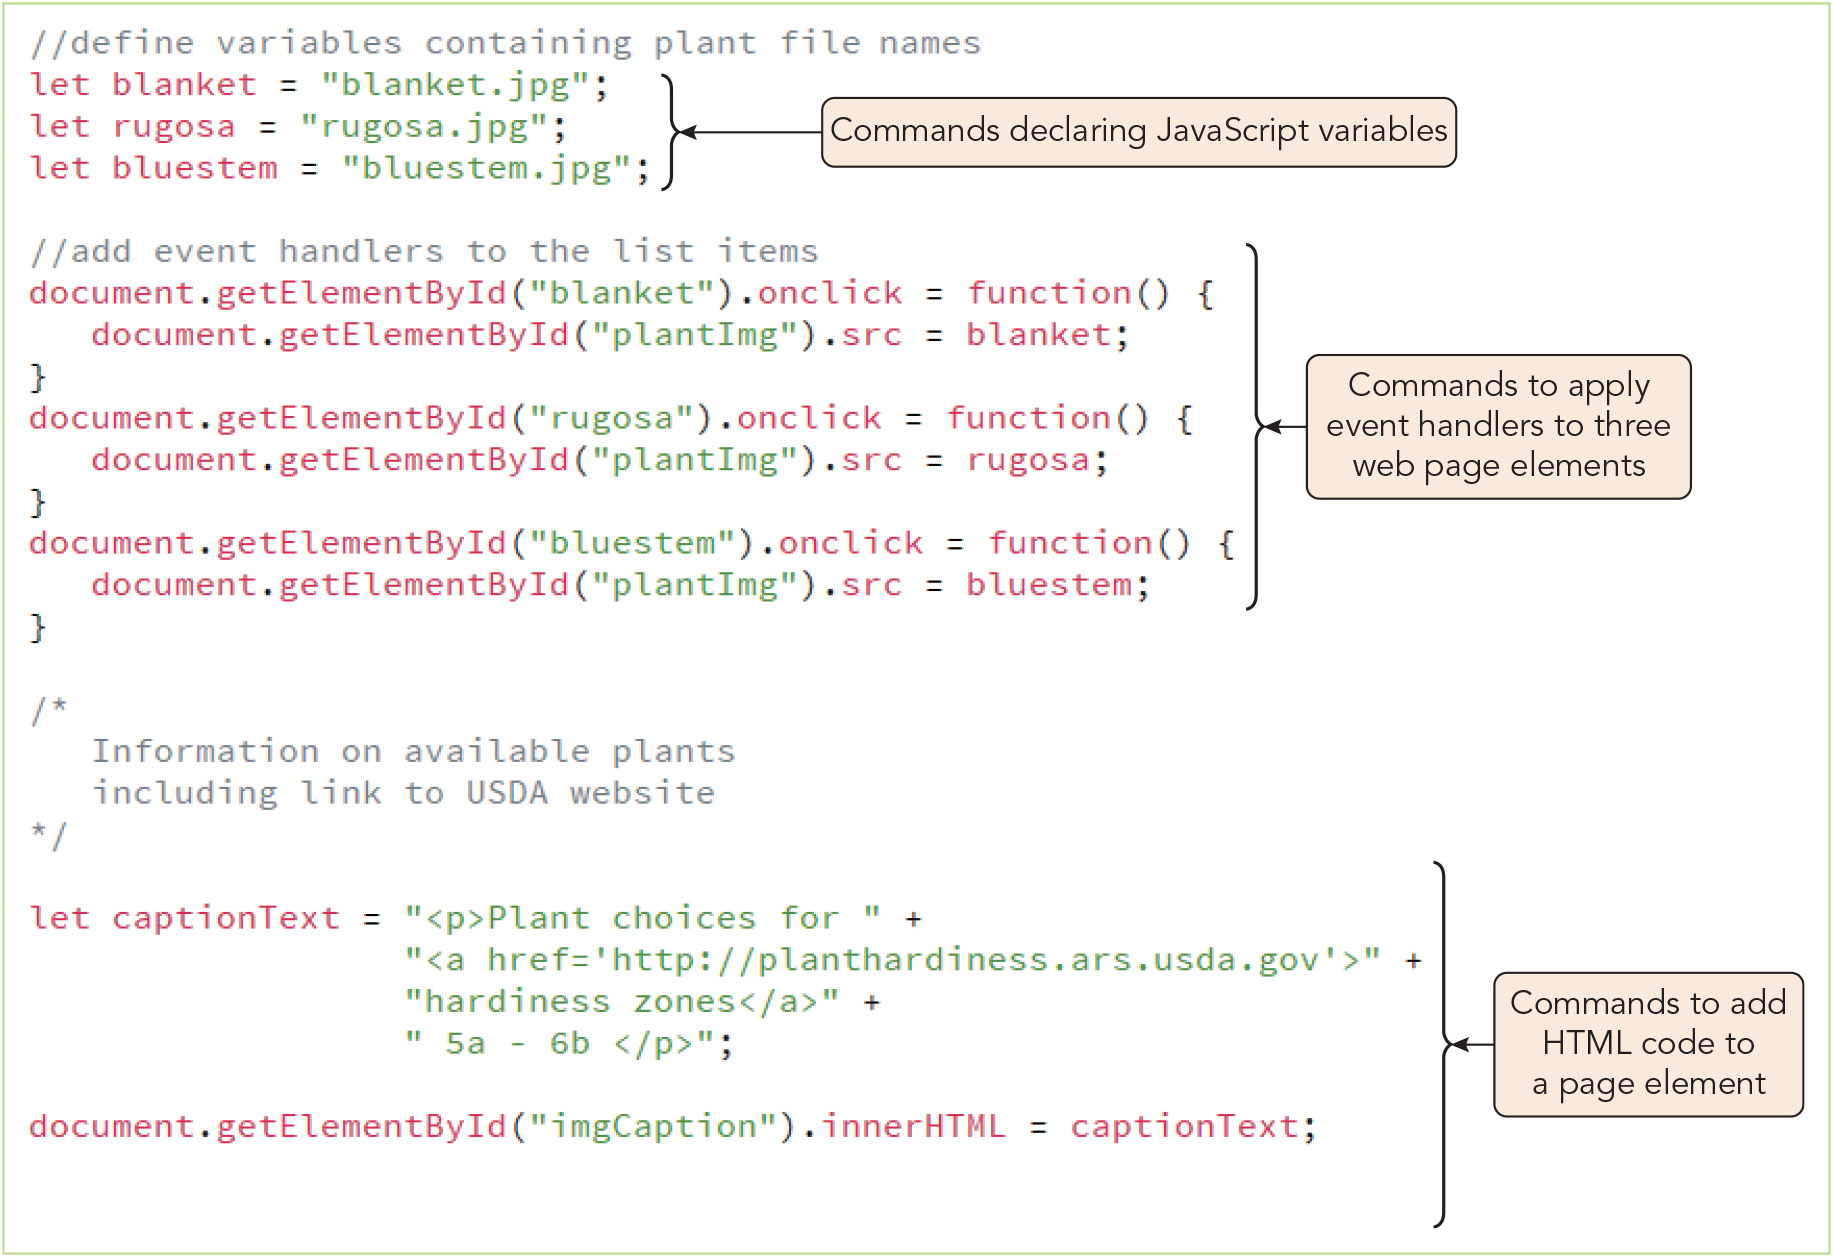 //define variables containing plant file names
let blanket = "blanket.jpg";
let rugosa = "rugosa.jpg";
let bluestem = "bluestem.jpg";
Commands declaring JavaScript variables
//add event handlers to the list items
document.getElementById("blanket").onclick = function() {
   document.getElementById("plantImg").src = blanket;
}
document.getElementById("rugosa").onclick = function() {
   document.getElementById("plantImg").src = rugosa;
}
document.getElementById("bluestem").onclick = function() {
   document.getElementById("plantImg").src = bluestem;
}
Commands to apply
event handlers to three
web page elements
/*
   Information on available plants
   including link to USDA website
*/
let captionText = "<p>Plant choices for " +
                  "<a href='http://planthardiness.ars.usda.gov'>" +
                  "hardiness zones</a>" +
                  " 5a - 6b </p>";
document.getElementById("imgCaption").innerHTML = captionText;
Commands to add
HTML code to
a page element